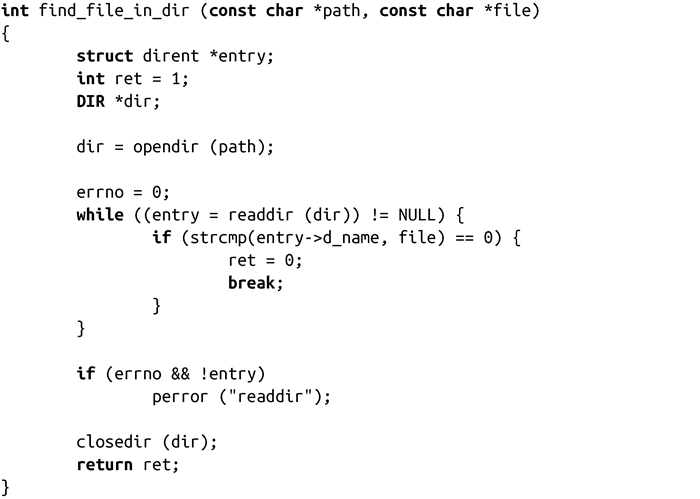 int find_file_in_dir (const char *path, const char *file)
{
        struct dirent *entry;
        int ret = 1;
        DIR *dir;

        dir = opendir (path);

        errno = 0;
        while ((entry = readdir (dir)) != NULL) {
                if (strcmp(entry->d_name, file) == 0) {
                        ret = 0;
                        break;
                }
        }

        if (errno && !entry)
                perror ("readdir");

        closedir (dir);
        return ret;
}